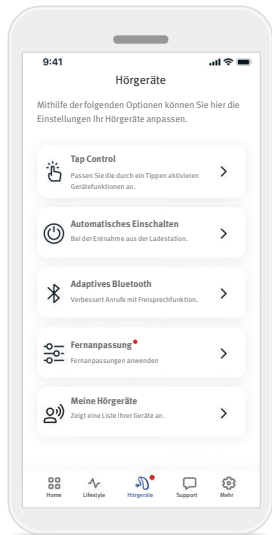 9:41
Hörgeräte
Mithilfe der folgenden Optionen können Sie hier die
Einstellungen Ihr Hörgeräte anpassen.
Tap Control
Passen Sie die durch ein Tippen aktivieren
Gerätefunktionen an.
Automatisches Einschalten
Bei der Entnahme aus der Ladestation.
Adaptives Bluetooth
Verbessert Anrufe mit Freisprechfunktion.
Fernanpassung
Fernanpassungen anwenden
Meine Hörgeräte
Zeigt eine Liste Ihrer Geräte an.
Home Lifestyle Hörgeräte Support Mehr